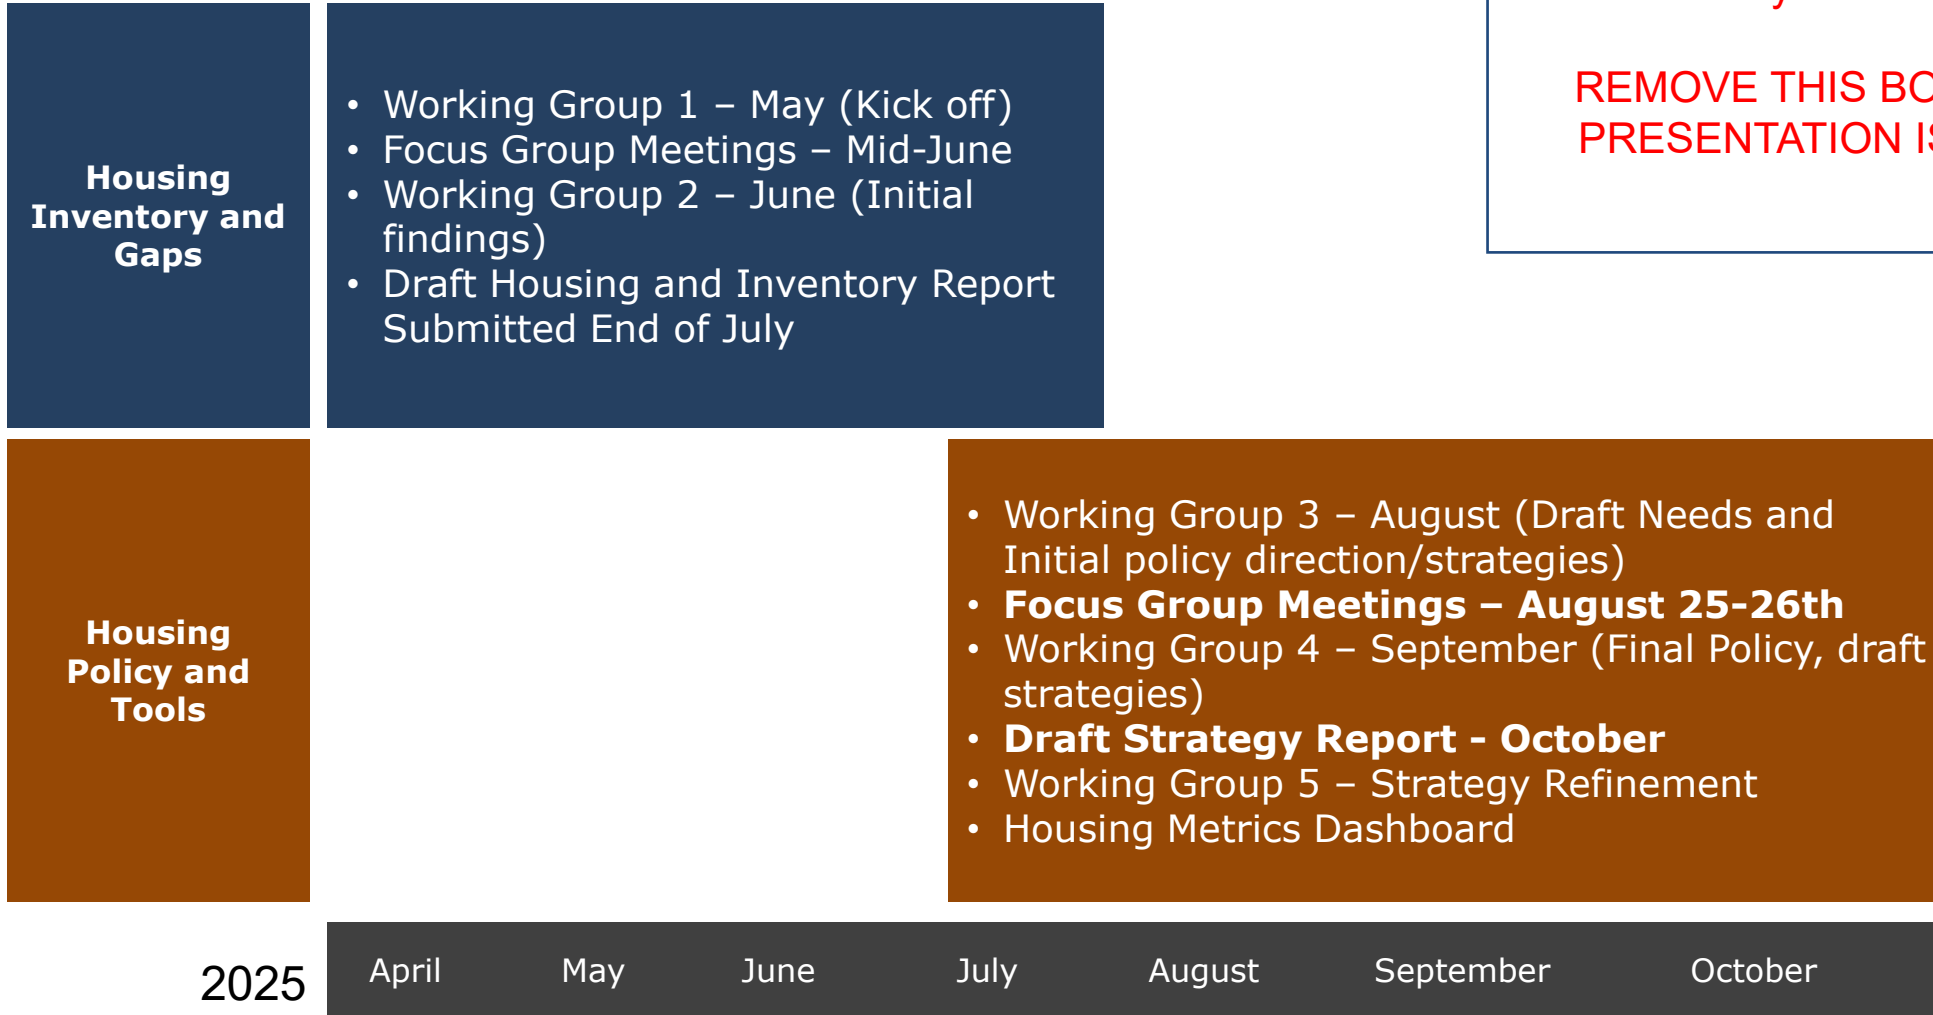 REMOVE THIS
PRESENTATION
Housing
Inventory and
Gaps
• Working Group 1 – May (Kick off)
• Focus Group Meetings – Mid-June
• Working Group 2 – June (Initial
findings)
• Draft Housing and Inventory Report
Submitted End of July
Housing
Policy and
Tools
• Working Group 3 – August (Draft Needs and
Initial policy direction/strategies)
• Focus Group Meetings – August 25-26th
• Working Group 4 – September (Final Policy, draft
strategies)
• Draft Strategy Report - October
• Working Group 5 – Strategy Refinement
• Housing Metrics Dashboard
2025
April May June July August September October